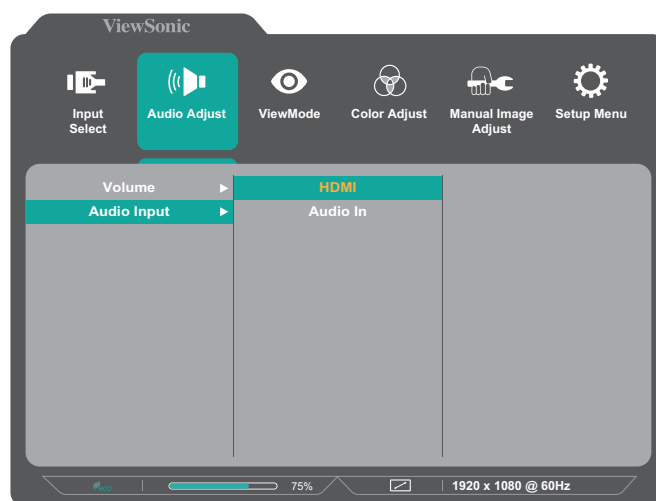 ViewSonic
Input
Select
Audio Adjust
ViewMode
Color Adjust
Manual Image
Adjust
Setup Menu
Volume
HDMI
Audio Input
Audio In
eco
75%
1920 x 1080 @ 60Hz